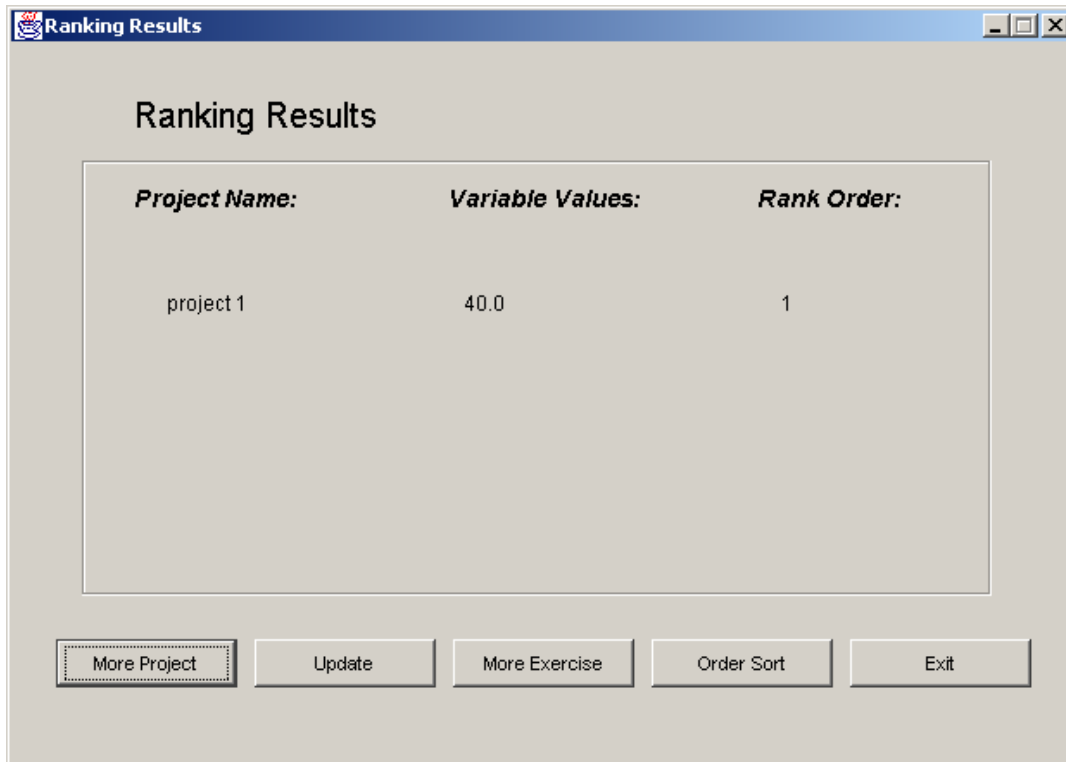 Ranking Results
Ranking Results
Project Name: Variable Values: Rank Order:
project 1 40.0 1
More Project Update More Exercise Order Sort Exit